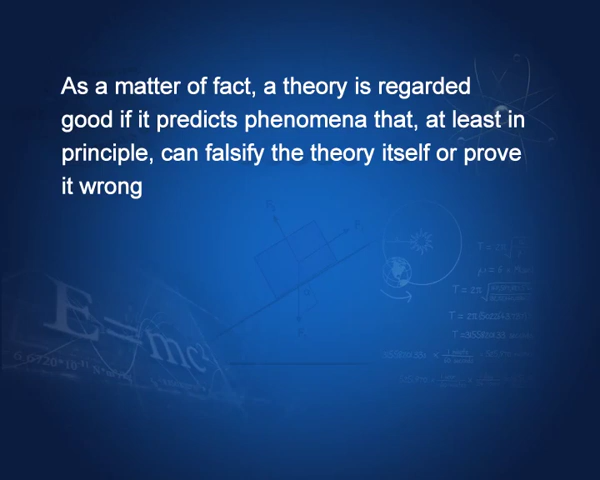 As a matter of fact, a theory is regarded
good if it predicts phenomena that, at least in
principle, can falsify the theory itself or prove
it wrong
E=mc²